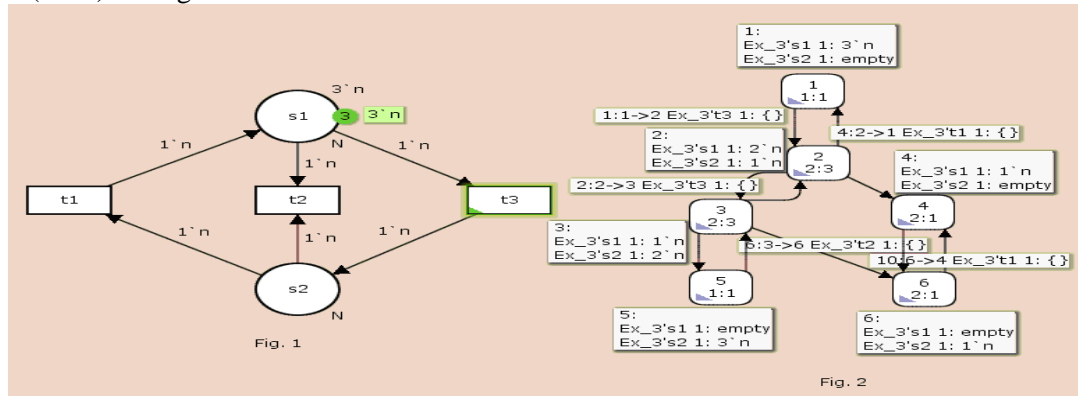 3`n
s1
3
3`n
N
1`n
1`n
1`n
t1
t2
t3
1`n
1`n
1`n
s2
N
Fig. 1
1:
Ex_3's1 1: 3`n
Ex_3's2 1: empty
1
1:1
1:1->2 Ex_3't3 1: {}
4:2->1 Ex_3't1 1: {}
2:
Ex_3's1 1: 2`n
Ex_3's2 1: 1`n
2
2:3
4:
Ex_3's1 1: 1`n
Ex_3's2 1: empty
2:2->3 Ex_3't3 1: {}
3
2:3
4
2:1
3:
Ex_3's1 1: 1`n
Ex_3's2 1: 2`n
6:3->6 Ex_3't2 1: {}
10:6->4 Ex_3't1 1: {}
5
1:1
6
2:1
5:
Ex_3's1 1: empty
Ex_3's2 1: 3`n
6:
Ex_3's1 1: empty
Ex_3's2 1: 1`n
Fig. 2